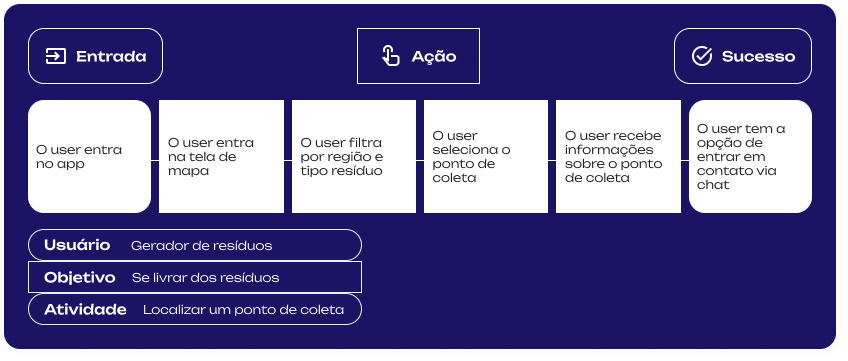 Entrada
Ação
Sucesso
O user entra
no app
O user entra
na tela de
mapa
O user filtra
por região e
tipo resíduo
O user
seleciona o
ponto de
coleta
O user recebe
informações
sobre o ponto
de coleta
O user tem a
opção de
entrar em
contato via
chat
Usuário Gerador de resíduos
Objetivo Se livrar dos resíduos
Atividade Localizar um ponto de coleta